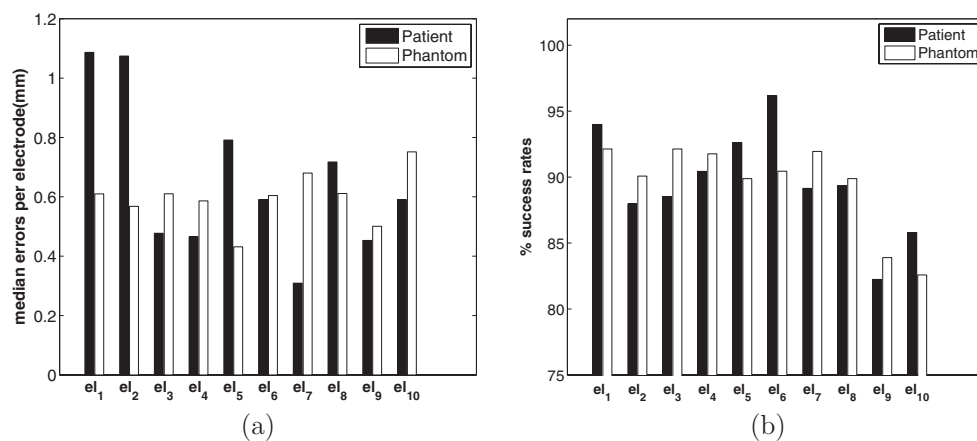 median errors per electrode(mm)
1.2
1
0.8
0.6
0.4
0.2
0
Patient
Phantom
el1 el2 el3 el4 el5 el6 el7 el8 el9 el10
(a)
% success rates
100
95
90
85
80
75
Patient
Phantom
el1 el2 el3 el4 el5 el6 el7 el8 el9 el10
(b)